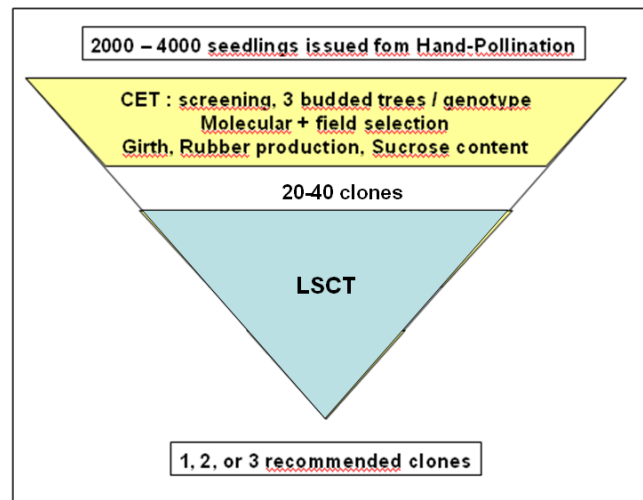 2000 – 4000 seedlings issued fom Hand-Pollination
CET : screening, 3 budded trees / genotype
Molecular + field selection
Girth, Rubber production, Sucrose content
20-40 clones
LSCT
1, 2, or 3 recommended clones